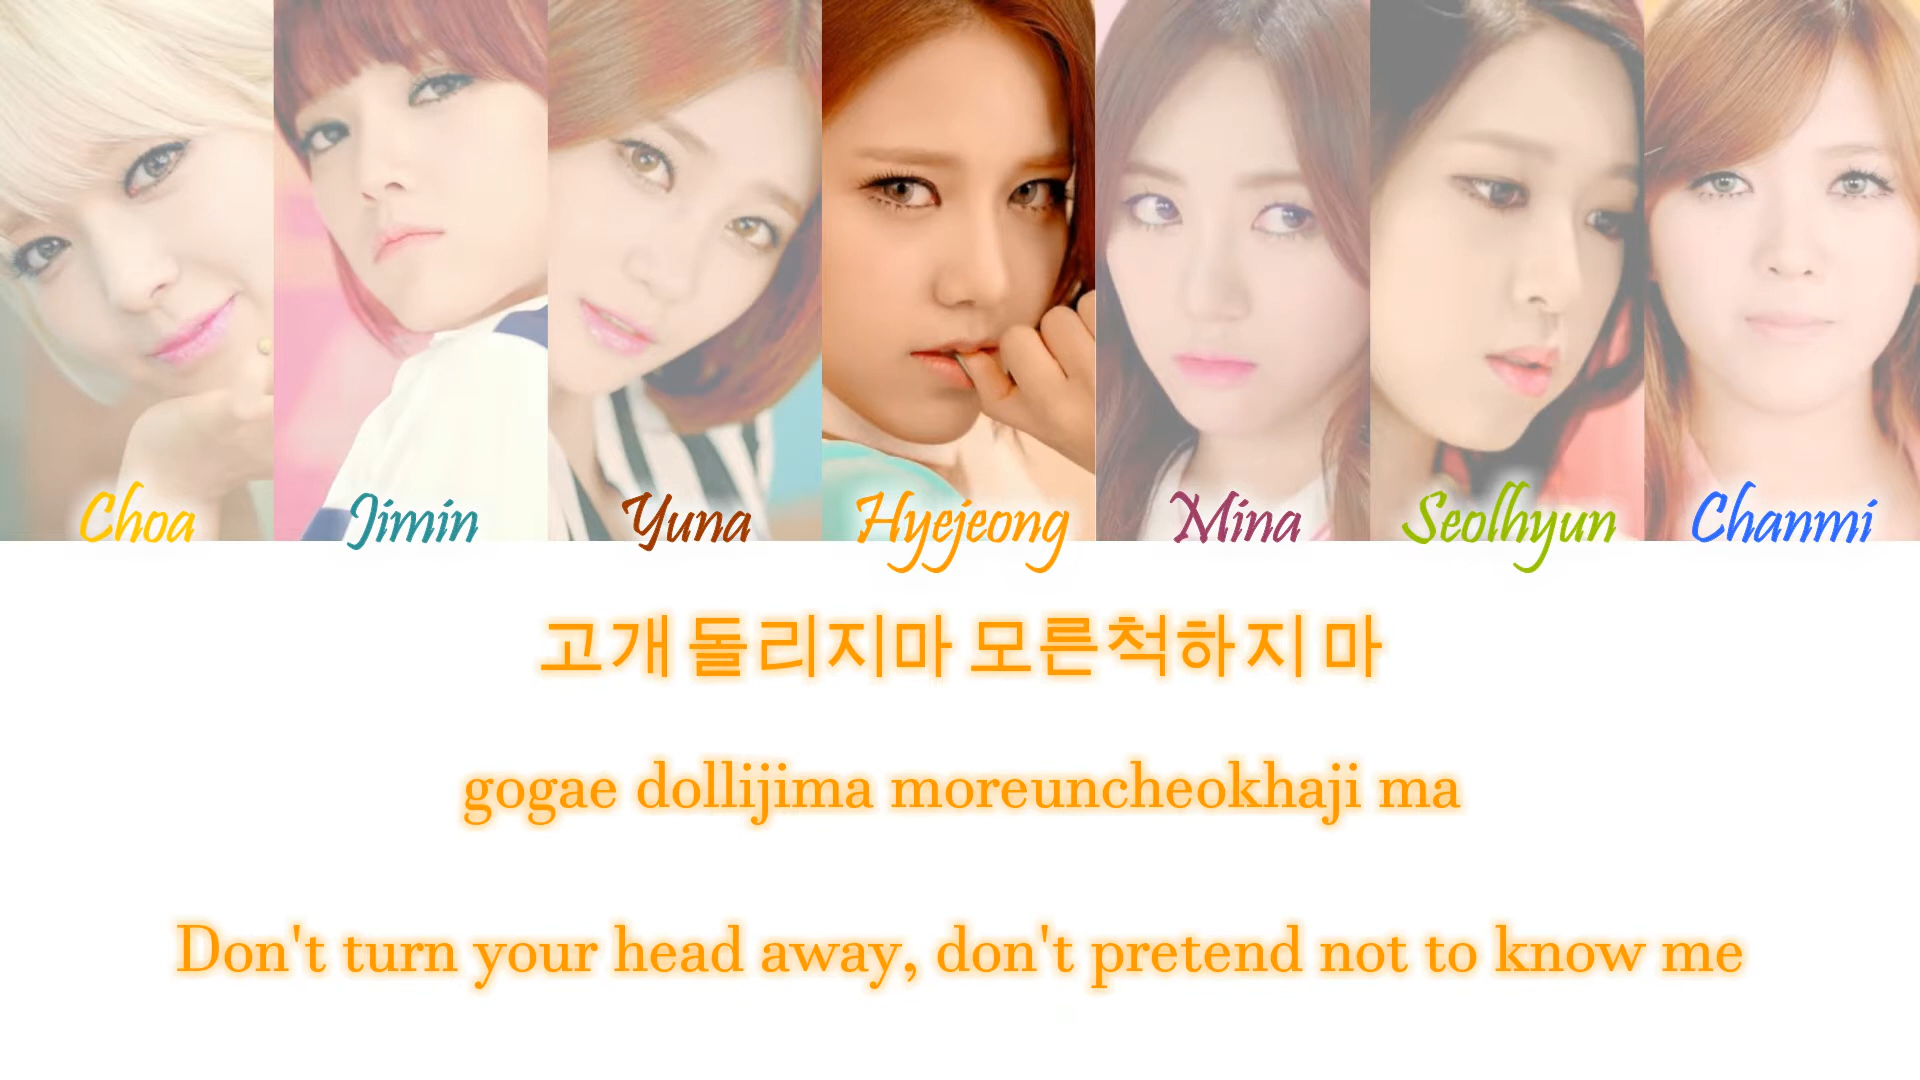 Choa Jimin Yuna Hyejeong Mina Seolhyun Chanmi
고개 돌리지마 모른척하지 마
gogae dollijima moreuncheokhaji ma
Don't turn your head away, don't pretend not to know me